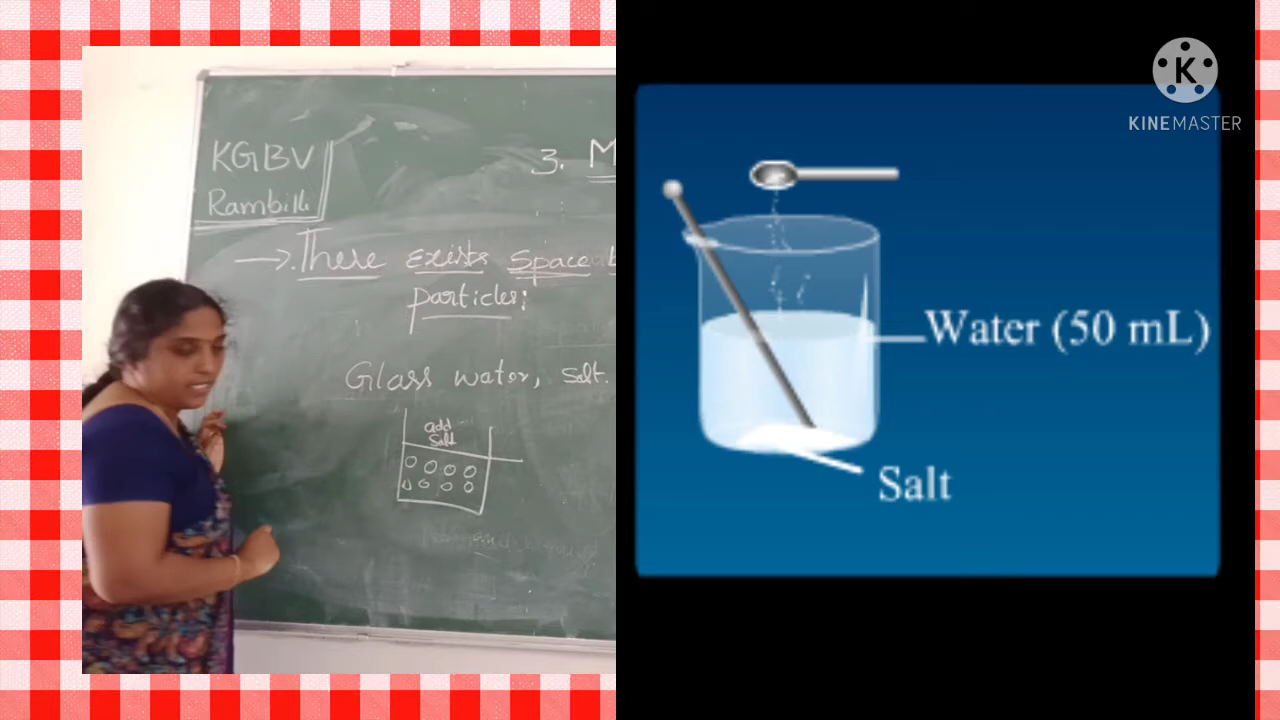 KGBV
Rambilli
3. M
→ There exists space b
particles:
Glass water, salt.
add
salt
KINEMASTER
Water (50 mL)
Salt